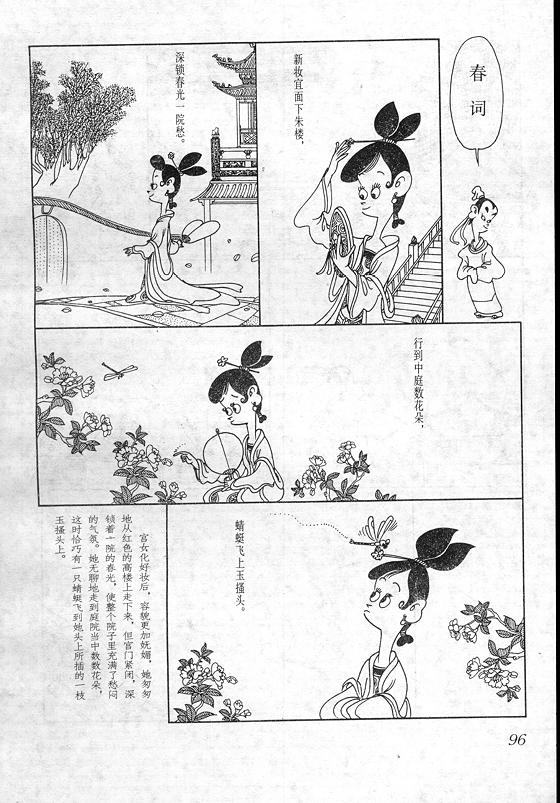 春词
新妆宜面下朱楼，
深锁春光一院愁。
行到中庭数花朵，
蜻蜓飞上玉搔头。
宫女化好妆后，容貌更加妩媚，她匆匆
地从红色的高楼上走下来，但宫门紧闭，深
锁着一院的春光，使整个院子里充满了愁闷
的气氛。她无聊地走到庭院当中数数花朵，
这时恰巧有一只蜻蜓飞到她头上所插的一枝
玉搔头上。
96